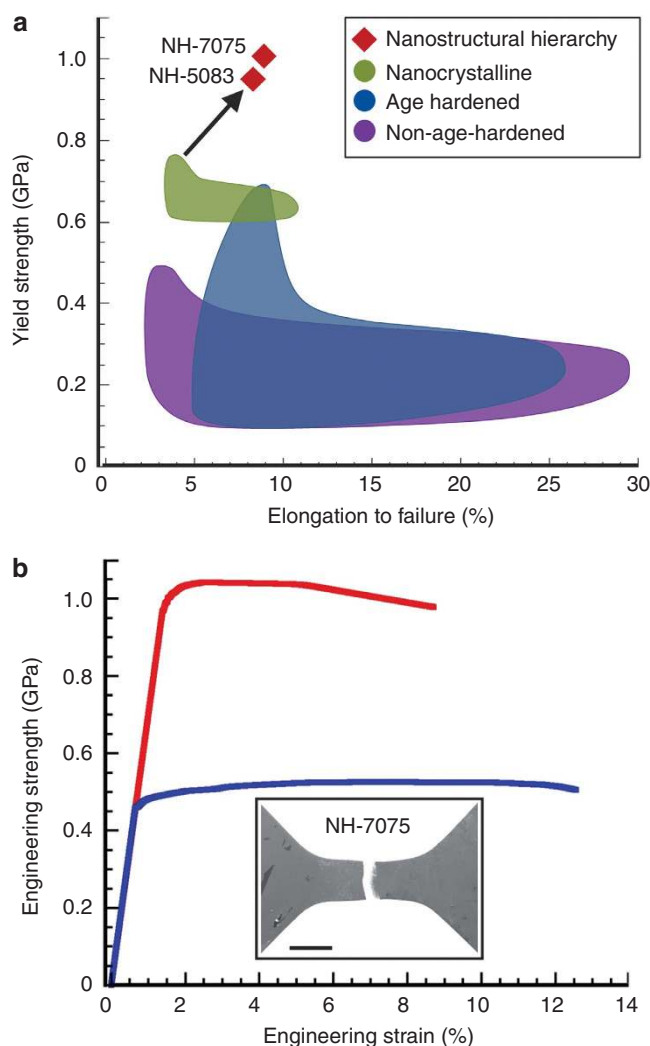 a
Nanostructural hierarchy
Nanocrystalline
Age hardened
Non-age-hardened
NH-7075
NH-5083
Yield strength (GPa)
1.0
0.8
0.6
0.4
0.2
0
0 5 10 15 20 25 30
Elongation to failure (%)
b
Engineering strength (GPa)
1.0
0.8
0.6
0.4
0.2
0
NH-7075
0 2 4 6 8 10 12 14
Engineering strain (%)